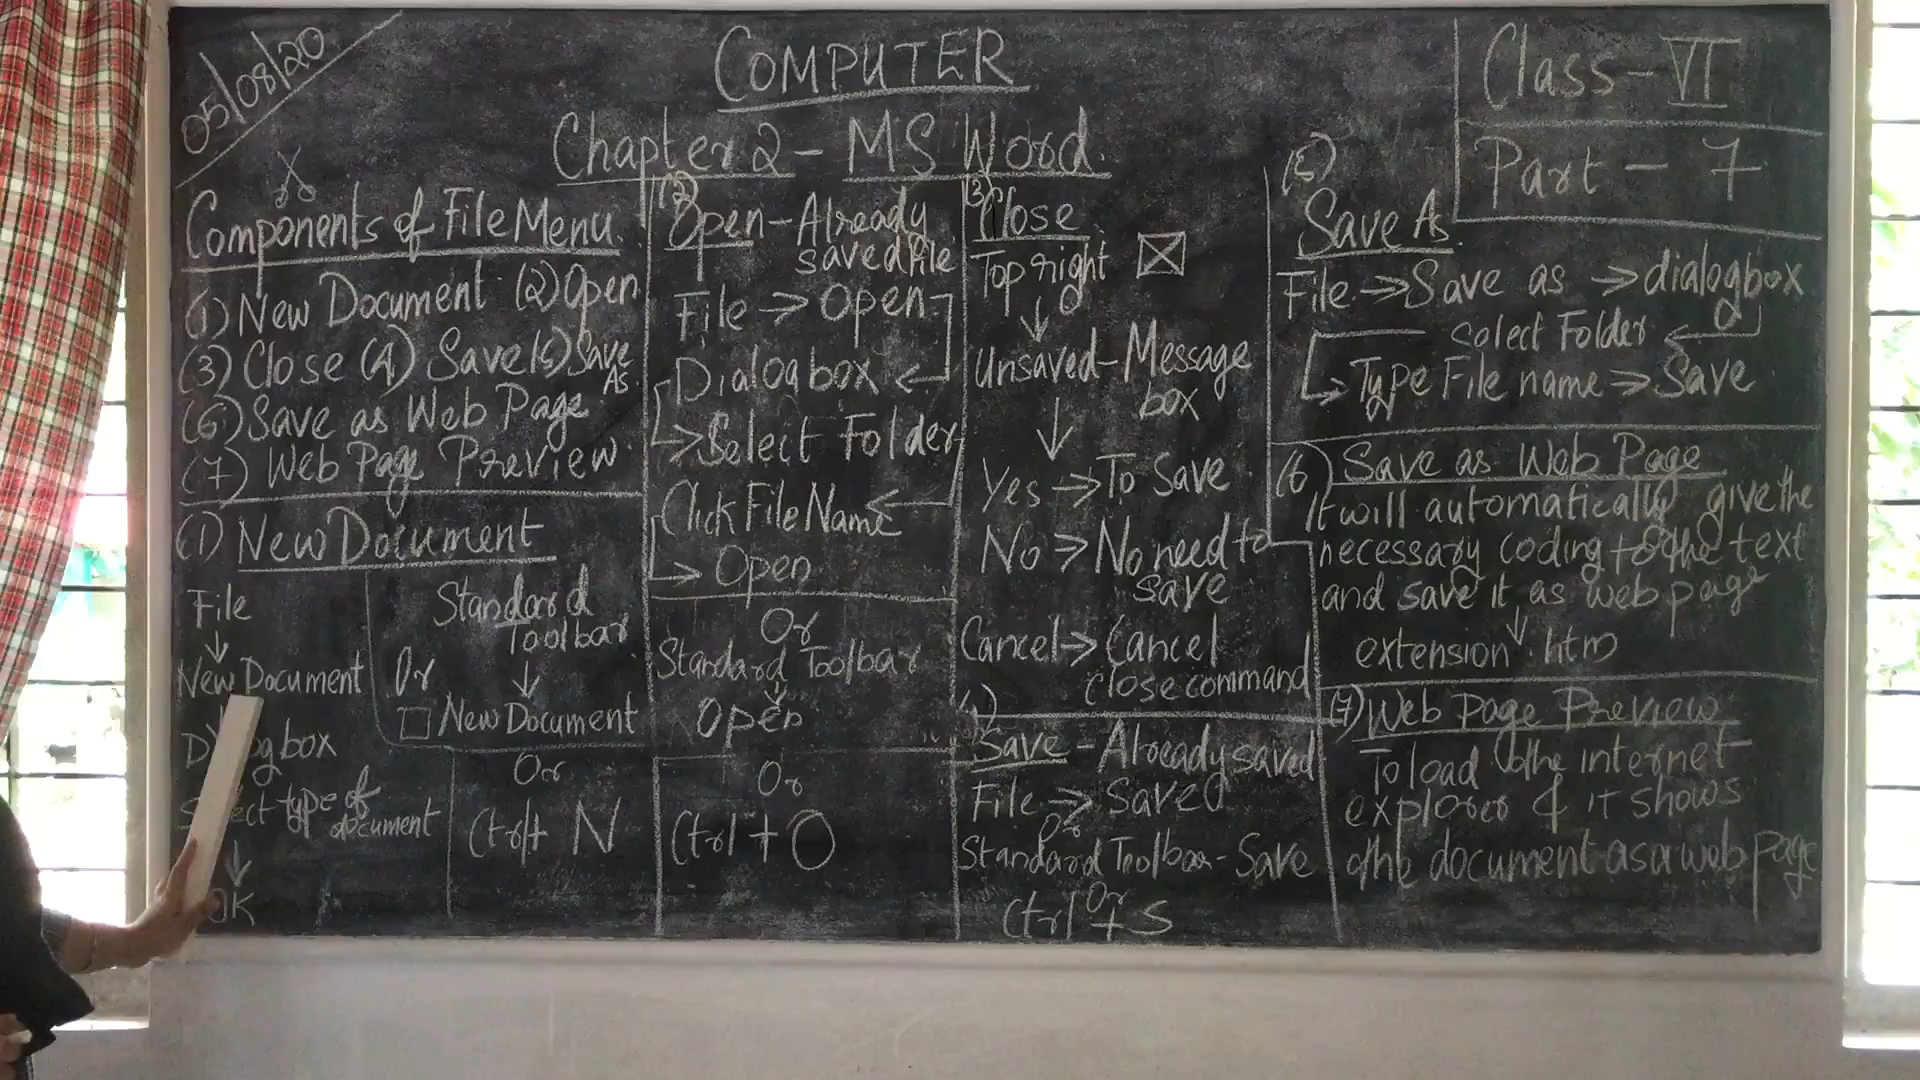 05/08/20
COMPUTER
Class - VI
Part - 7
Chapter 2 - MS Word.
Components of File Menu.
(1) New Document (2) Open
(3) Close (4) Save (5) Save As
(6) Save as Web Page
(7) Web Page Preview.
(1) New Document
File
↓
New Document
box
type of document
↓
OK
Or
Standard
Toolbar
↓
New Document
Or
Ctrl + N
(2)
Open - Already
saved file
File → Open
Dialogbox ←
→ Select Folder
Click File Name ←
→ Open
Or
Standard Toolbar
↓
Open
Or
Ctrl + O
(3) Close
Top right
↓
Unsaved - Message
box
↓
Yes → To Save
No → No need to
save
Cancel → Cancel
close command
(4)
Save - Already saved
File → Saved
Or
Standard Toolbar - Save
Or
Ctrl + S
(5)
Save As
File → Save as → dialogbox
Select Folder ←
→ Type File name → Save
(6) Save as Web Page
It will automatically give the
necessary coding to the text
and save it as web page
↓
extension .htm
(7) Web Page Preview
To load the internet
explorer & it shows
the document as a web page